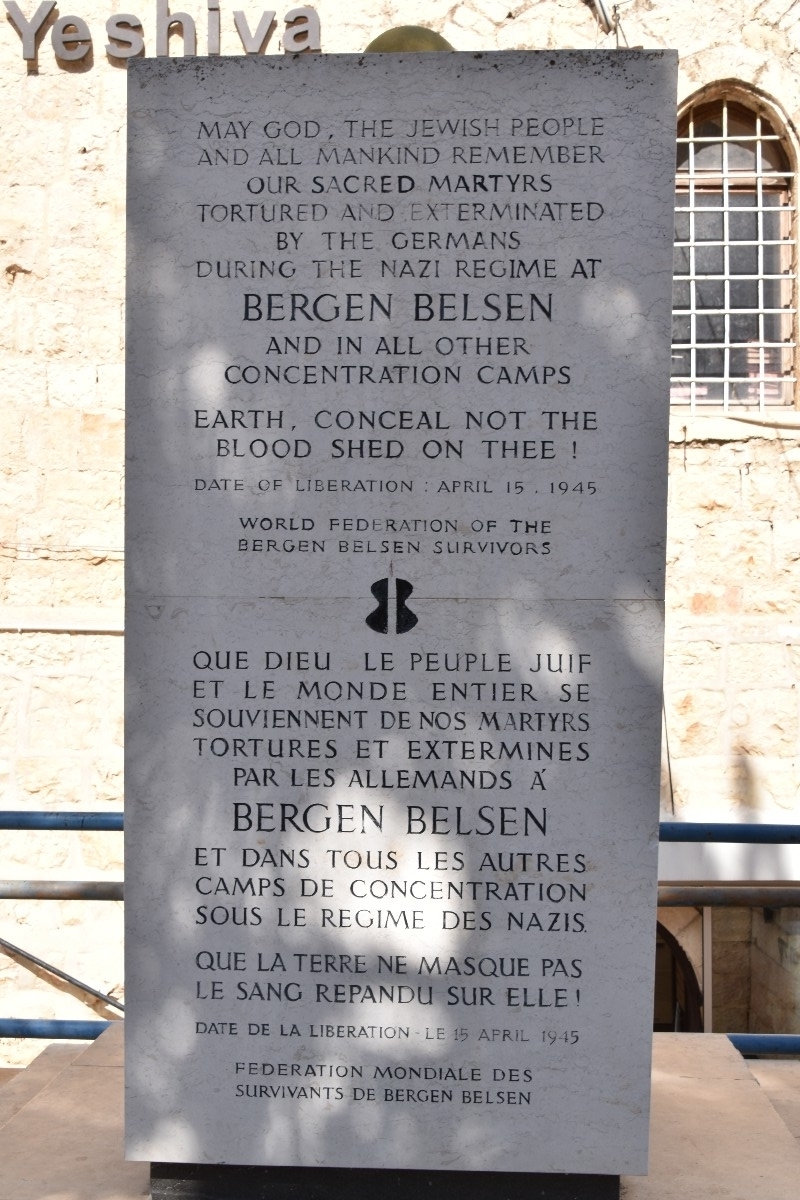 Yeshiva
MAY GOD, THE JEWISH PEOPLE
AND ALL MANKIND REMEMBER
OUR SACRED MARTYRS
TORTURED AND EXTERMINATED
BY THE GERMANS
DURING THE NAZI REGIME AT
BERGEN BELSEN
AND IN ALL OTHER
CONCENTRATION CAMPS
EARTH, CONCEAL NOT THE
BLOOD SHED ON THEE !
DATE OF LIBERATION : APRIL 15 . 1945
WORLD FEDERATION OF THE
BERGEN BELSEN SURVIVORS
QUE DIEU LE PEUPLE JUIF
ET LE MONDE ENTIER SE
SOUVIENNENT DE NOS MARTYRS
TORTURES ET EXTERMINES
PAR LES ALLEMANDS Á
BERGEN BELSEN
ET DANS TOUS LES AUTRES
CAMPS DE CONCENTRATION
SOUS LE REGIME DES NAZIS.
QUE LA TERRE NE MASQUE PAS
LE SANG REPANDU SUR ELLE!
DATE DE LA LIBERATION - LE 15 APRIL 1945
FEDERATION MONDIALE DES
SURVIVANTS DE BERGEN BELSEN